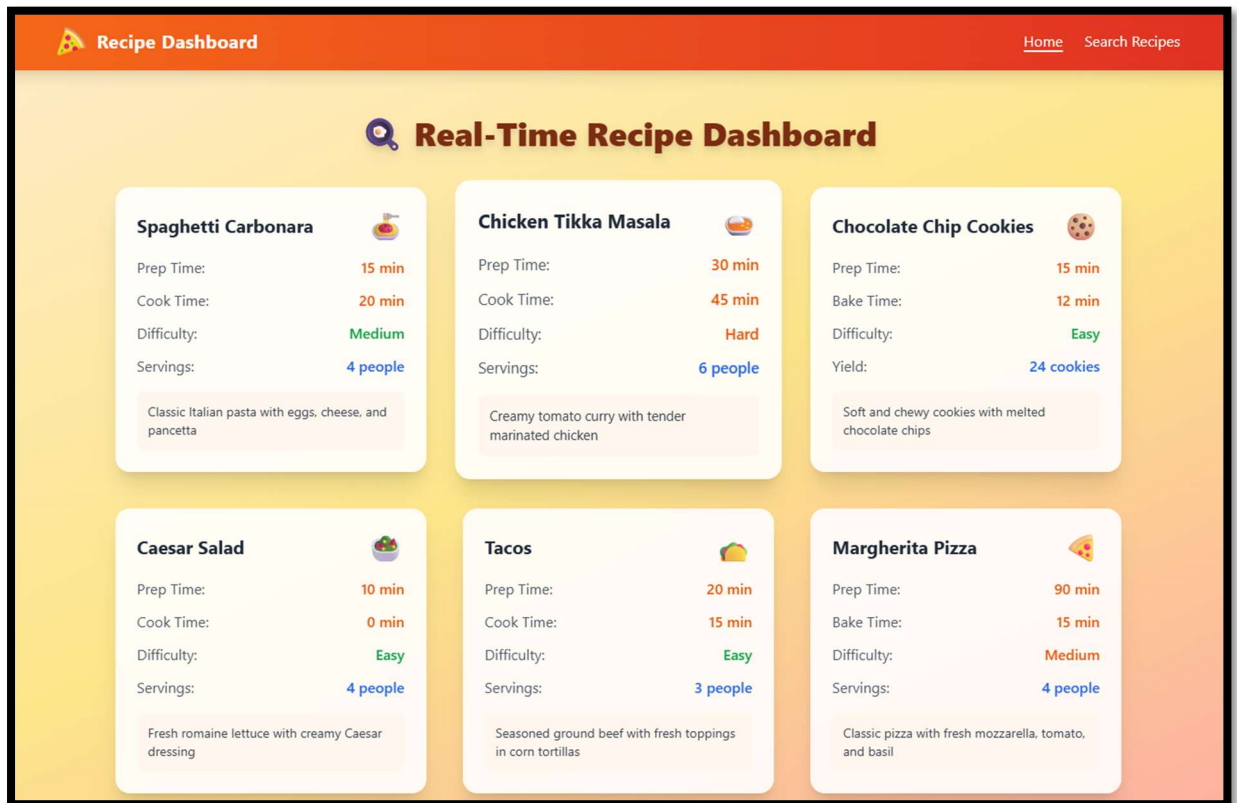 Recipe Dashboard
Home Search Recipes
Real-Time Recipe Dashboard
Spaghetti Carbonara
Prep Time: 15 min
Cook Time: 20 min
Difficulty: Medium
Servings: 4 people
Classic Italian pasta with eggs, cheese, and
pancetta
Chicken Tikka Masala
Prep Time: 30 min
Cook Time: 45 min
Difficulty: Hard
Servings: 6 people
Creamy tomato curry with tender
marinated chicken
Chocolate Chip Cookies
Prep Time: 15 min
Bake Time: 12 min
Difficulty: Easy
Yield: 24 cookies
Soft and chewy cookies with melted
chocolate chips
Caesar Salad
Prep Time: 10 min
Cook Time: 0 min
Difficulty: Easy
Servings: 4 people
Fresh romaine lettuce with creamy Caesar
dressing
Tacos
Prep Time: 20 min
Cook Time: 15 min
Difficulty: Easy
Servings: 3 people
Seasoned ground beef with fresh toppings
in corn tortillas
Margherita Pizza
Prep Time: 90 min
Bake Time: 15 min
Difficulty: Medium
Servings: 4 people
Classic pizza with fresh mozzarella, tomato,
and basil